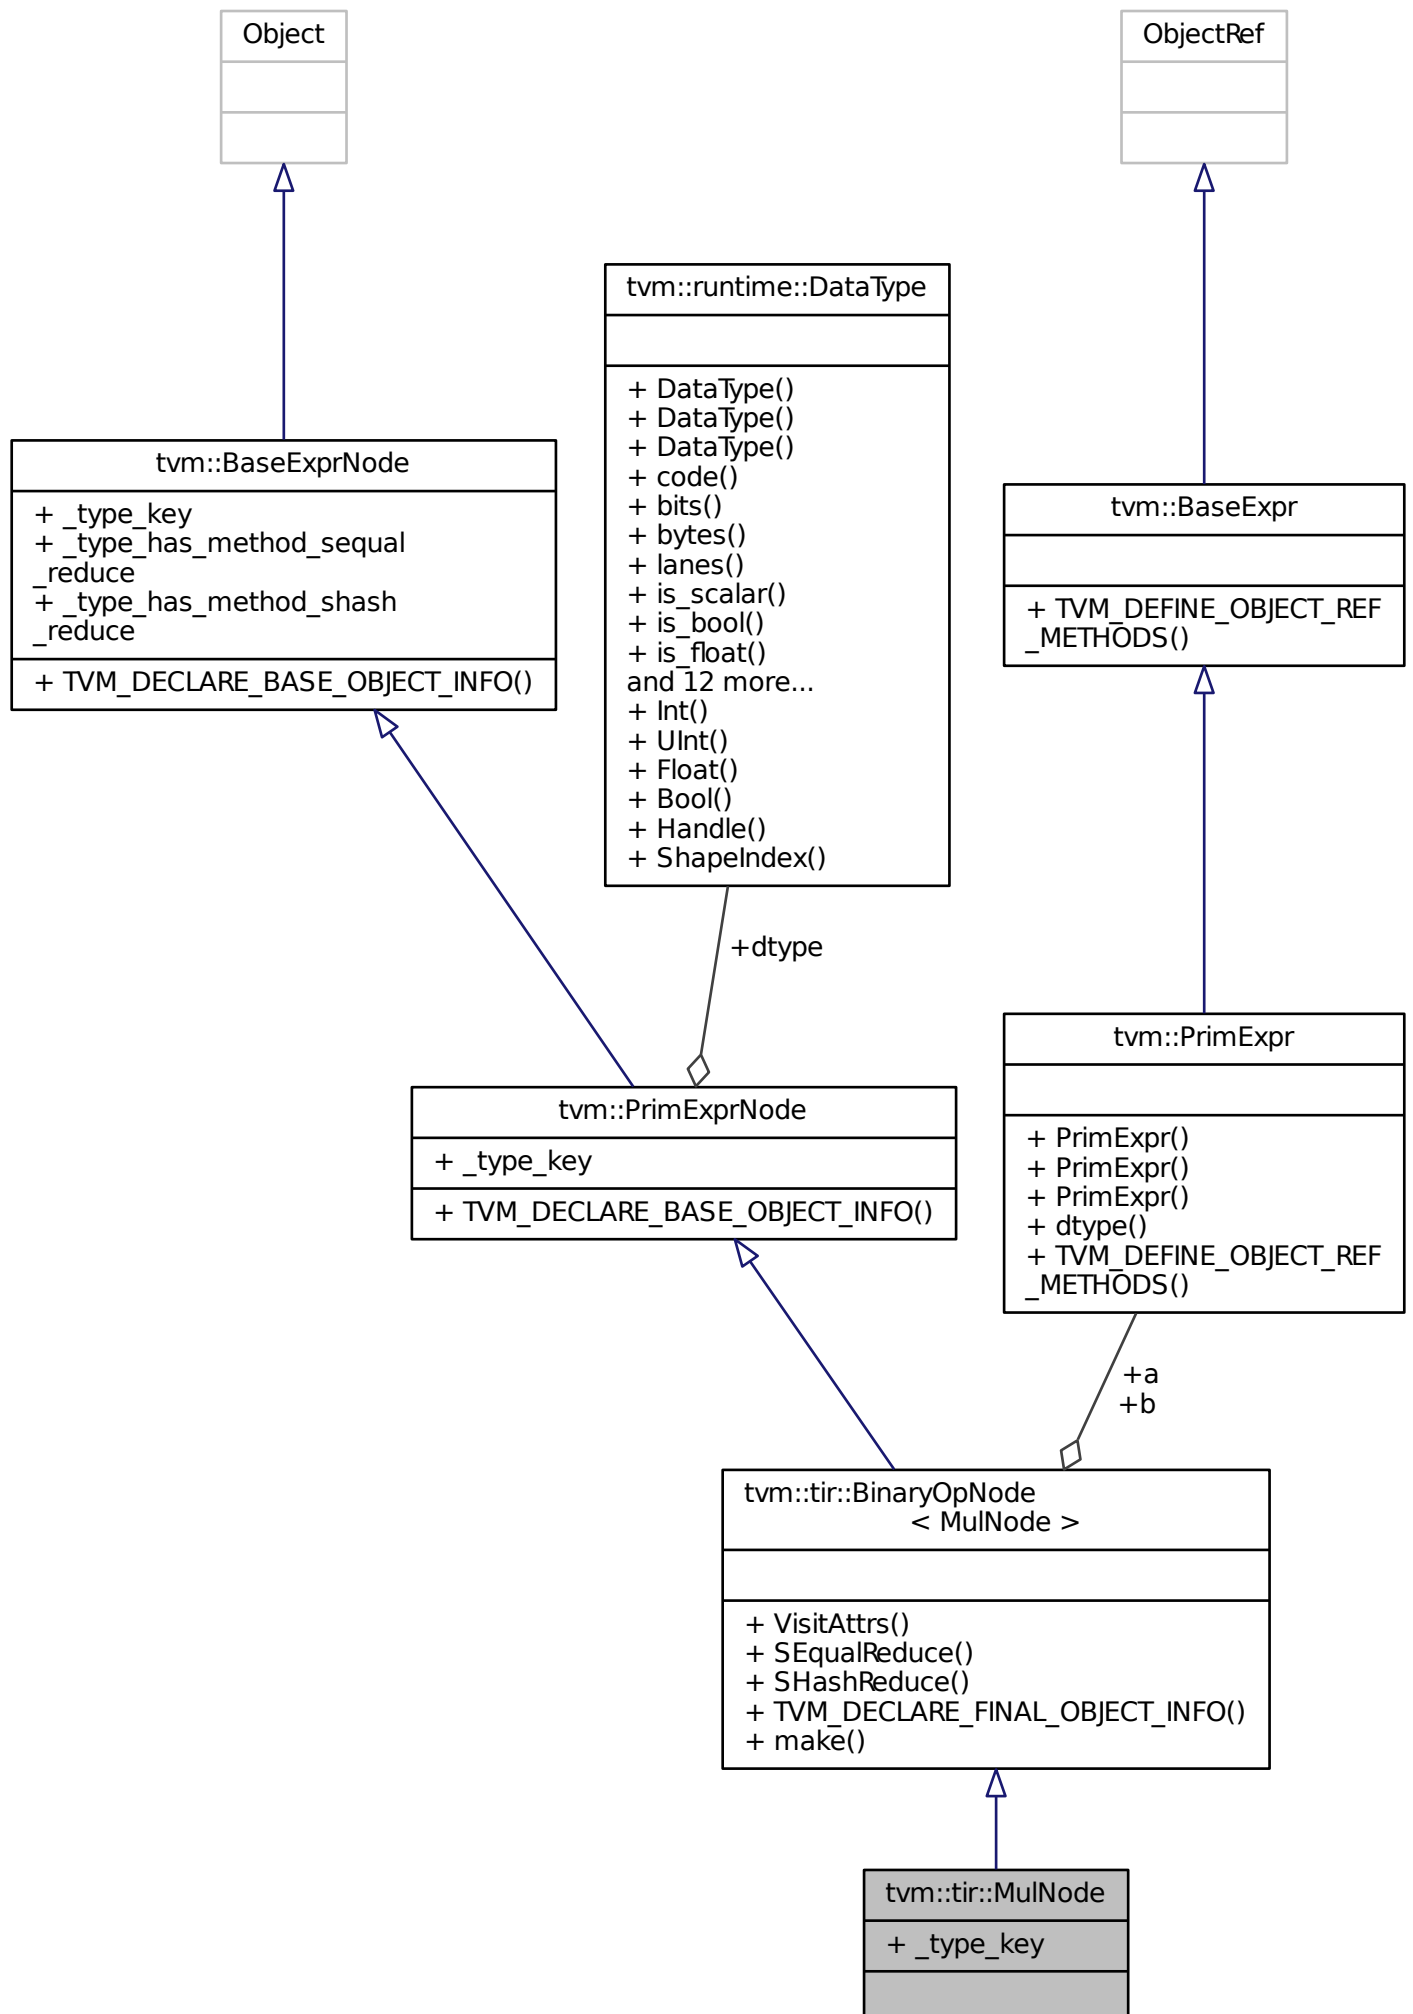 Object
ObjectRef
tvm::runtime::DataType
+ DataType()
+ DataType()
+ DataType()
+ code()
+ bits()
+ bytes()
+ lanes()
+ is_scalar()
+ is_bool()
+ is_float()
and 12 more...
+ Int()
+ UInt()
+ Float()
+ Bool()
+ Handle()
+ ShapeIndex()
tvm::BaseExprNode
+ _type_key
+ _type_has_method_sequal
_reduce
+ _type_has_method_shash
_reduce
+ TVM_DECLARE_BASE_OBJECT_INFO()
tvm::BaseExpr
+ TVM_DEFINE_OBJECT_REF
_METHODS()
+dtype
tvm::PrimExpr
+ PrimExpr()
+ PrimExpr()
+ PrimExpr()
+ dtype()
+ TVM_DEFINE_OBJECT_REF
_METHODS()
tvm::PrimExprNode
+ _type_key
+ TVM_DECLARE_BASE_OBJECT_INFO()
+a
+b
tvm::tir::BinaryOpNode
< MulNode >
+ VisitAttrs()
+ SEqualReduce()
+ SHashReduce()
+ TVM_DECLARE_FINAL_OBJECT_INFO()
+ make()
tvm::tir::MulNode
+ _type_key